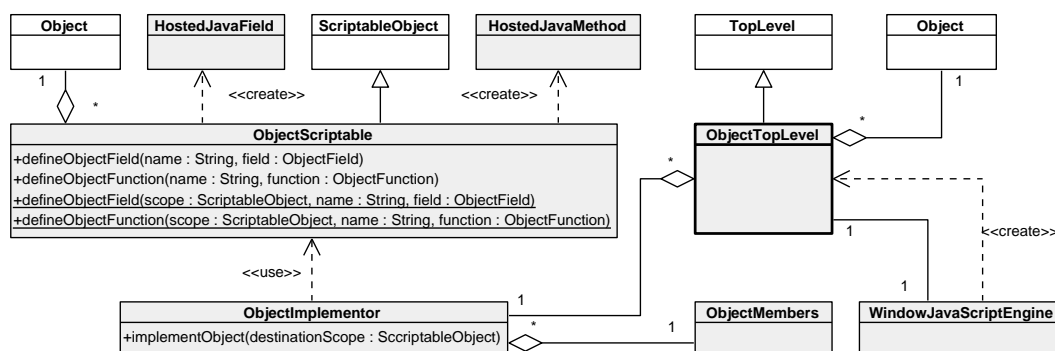 Object
HostedJavaField
ScriptableObject
HostedJavaMethod
TopLevel
Object
1
*
<<create>>
<<create>>
1
*
ObjectScriptable
+defineObjectField(name : String, field : ObjectField)
+defineObjectFunction(name : String, function : ObjectFunction)
+defineObjectField(scope : ScriptableObject, name : String, field : ObjectField)
+defineObjectFunction(scope : ScriptableObject, name : String, function : ObjectFunction)
ObjectTopLevel
*
1
<<create>>
<<use>>
1
1
ObjectImplementor
+implementObject(destinationScope : SccriptableObject)
*
1
ObjectMembers
WindowJavaScriptEngine